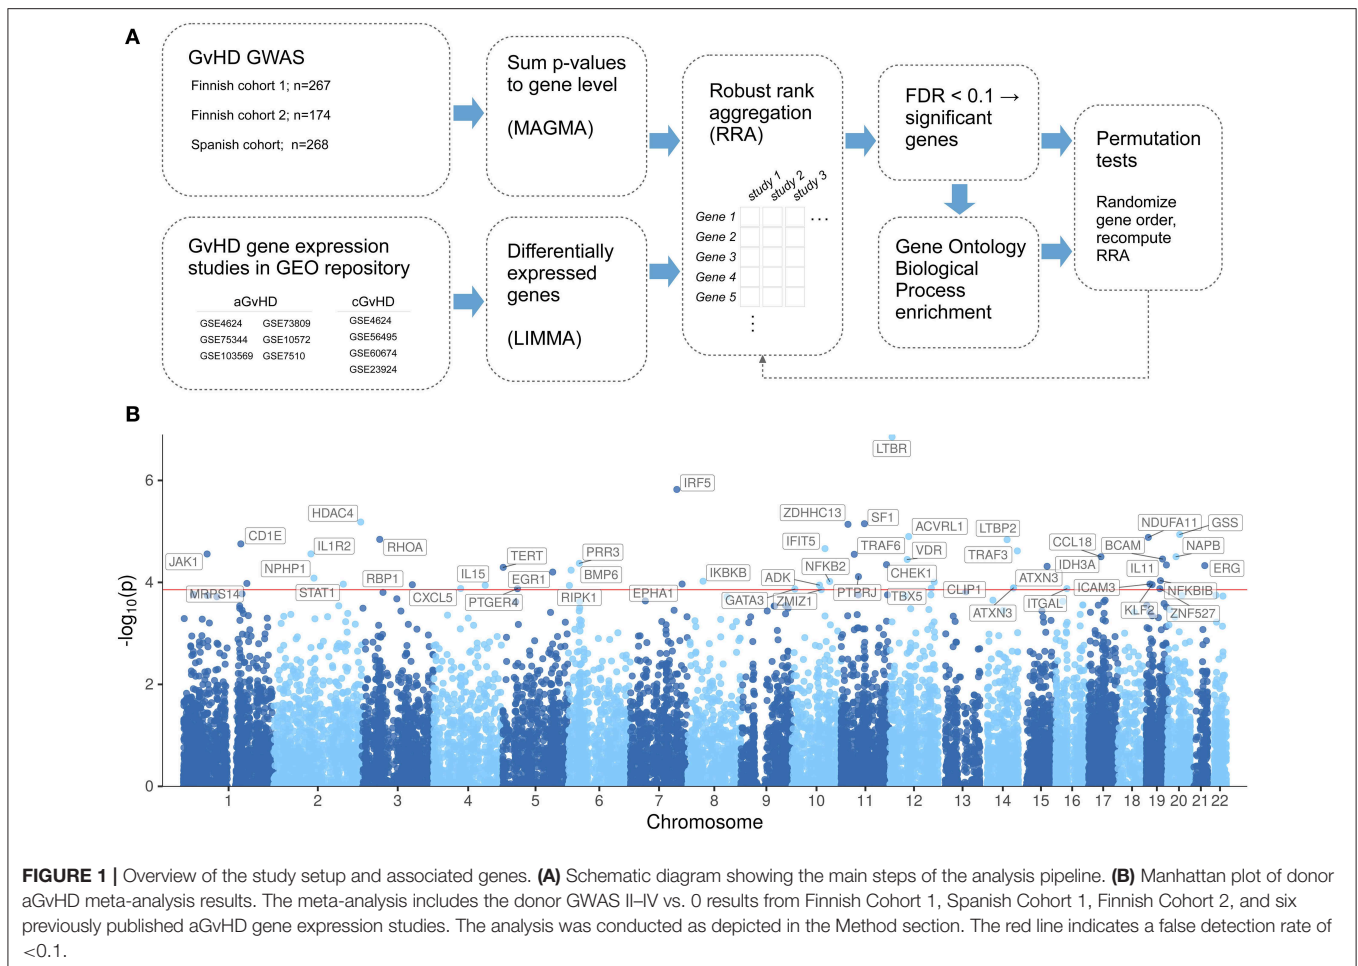 A
GvHD GWAS
Finnish cohort 1; n=267
Finnish cohort 2; n=174
Spanish cohort;  n=268
Sum p-values
to gene level
(MAGMA)
GvHD gene expression
studies in GEO repository
aGvHD
GSE4624 GSE73809
GSE75344 GSE10572
GSE103569 GSE7510
cGvHD
GSE4624
GSE56495
GSE60674
GSE23924
Differentially
expressed
genes
(LIMMA)
Robust rank
aggregation
(RRA)
study 1
study 2
study 3
Gene 1 ...
Gene 2
Gene 3
Gene 4
Gene 5
⋮
FDR < 0.1 →
significant
genes
Gene Ontology
Biological
Process
enrichment
Permutation
tests
Randomize
gene order,
recompute
RRA
B
-log10(p)
6
4
2
0
LTBR
IRF5
HDAC4
ZDHHC13
SF1
NDUFA11
GSS
CD1E
ACVRL1
LTBP2
IL1R2
RHOA
IFIT5
TRAF6
CCL18
BCAM
NAPB
JAK1
TERT
PRR3
VDR
TRAF3
NPHP1
IL15
BMP6
IKBKB
NFKB2
CHEK1
IDH3A
IL11
ERG
RBP1
EGR1
ADK
ATXN3
MRPS14
STAT1
CXCL5
PTGER4
RIPK1
EPHA1
GATA3
ZMIZ1
PTPRJ
TBX5
CLIP1
ATXN3
ITGAL
ICAM3
NFKBIB
KLF2
ZNF527
1 2 3 4 5 6 7 8 9 10 11 12 13 14 15 16 17 18 19 20 21 22
Chromosome
FIGURE 1 | Overview of the study setup and associated genes. (A) Schematic diagram showing the main steps of the analysis pipeline. (B) Manhattan plot of donor
aGvHD meta-analysis results. The meta-analysis includes the donor GWAS II–IV vs. 0 results from Finnish Cohort 1, Spanish Cohort 1, Finnish Cohort 2, and six
previously published aGvHD gene expression studies. The analysis was conducted as depicted in the Method section. The red line indicates a false detection rate of
<0.1.